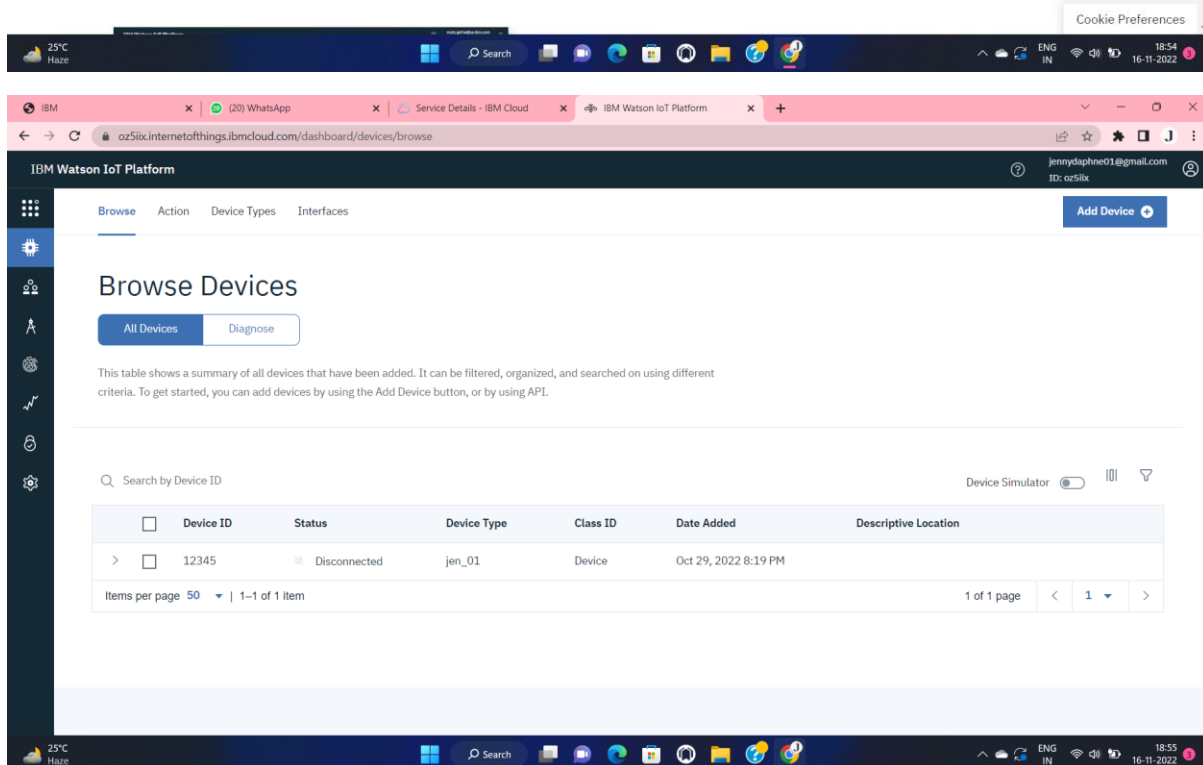 Cookie Preferences
25°C
Haze
Search
ENG
IN
18:54
16-11-2022
IBM
(20) WhatsApp
Service Details - IBM Cloud
IBM Watson IoT Platform
oz5iix.internetofthings.ibmcloud.com/dashboard/devices/browse
J
IBM Watson IoT Platform
jennydaphne01@gmail.com
ID: oz5iix
Browse Action Device Types Interfaces
Add Device
Browse Devices
All Devices Diagnose
This table shows a summary of all devices that have been added. It can be filtered, organized, and searched on using different
criteria. To get started, you can add devices by using the Add Device button, or by using API.
Search by Device ID
Device Simulator
Device ID Status Device Type Class ID Date Added Descriptive Location
12345 Disconnected jen_01 Device Oct 29, 2022 8:19 PM
Items per page 50 | 1–1 of 1 item
1 of 1 page 1
25°C
Haze
Search
ENG
IN
18:55
16-11-2022